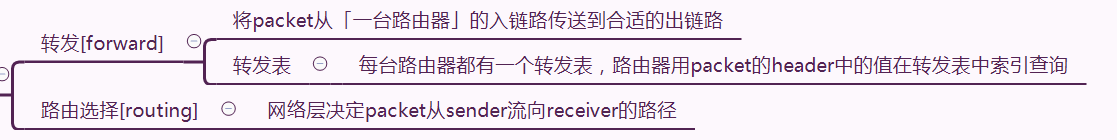 将packet从「一台路由器」的入链路传送到合适的出链路
转发[forward]
转发表 每台路由器都有一个转发表，路由器用packet的header中的值在转发表中索引查询
路由选择[routing] 网络层决定packet从sender流向receiver的路径